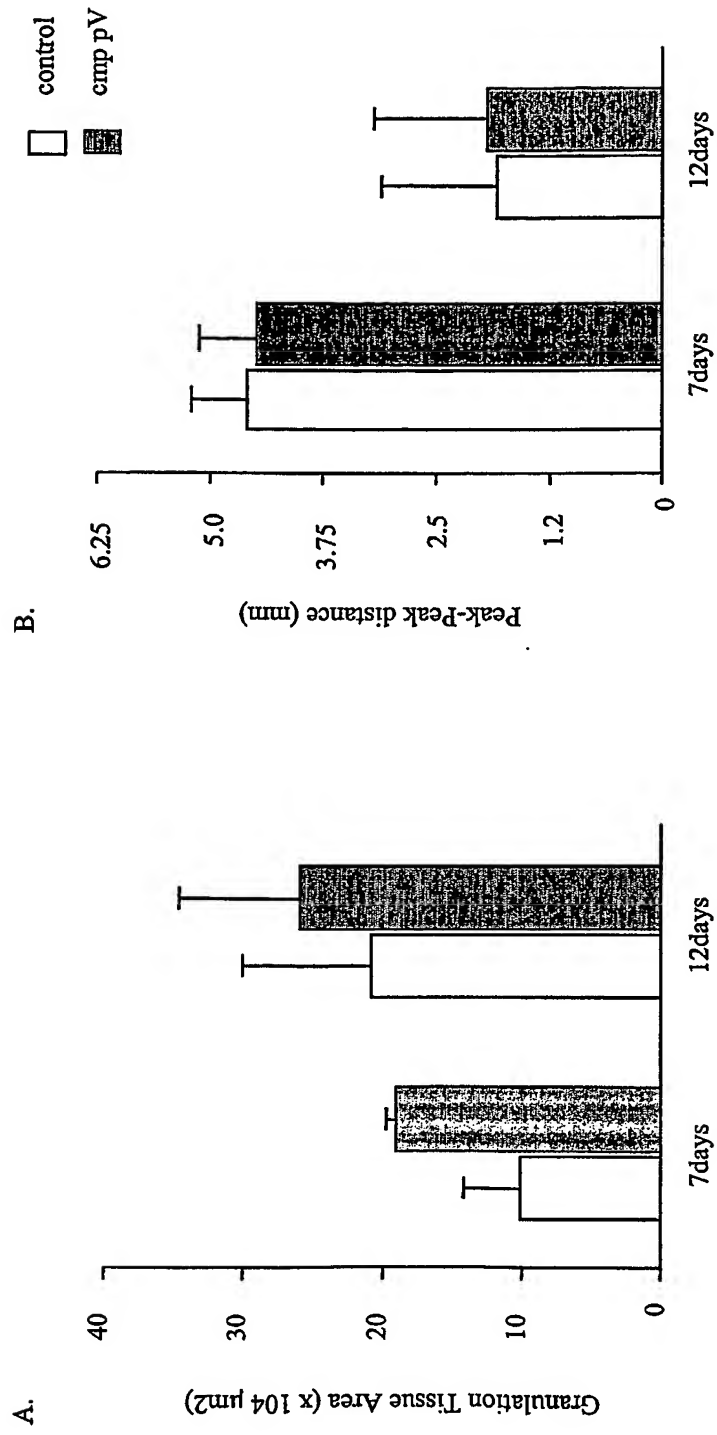 A.
Granulation Tissue Area (x 104 µm2)
40
30
20
10
0
7days
12days
B.
Peak-Peak distance (mm)
6.25
5.0
3.75
2.5
1.2
0
7days
12days
control
cmp pV